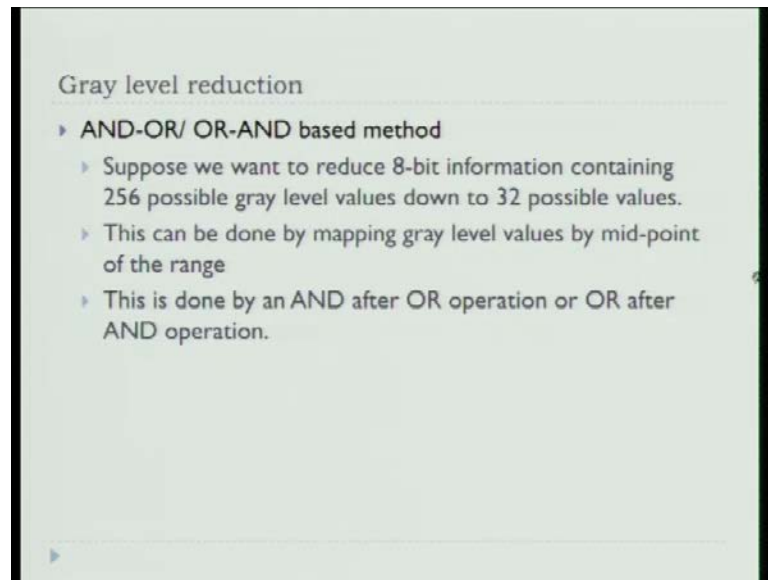 Gray level reduction
AND-OR/ OR-AND based method
Suppose we want to reduce 8-bit information containing
256 possible gray level values down to 32 possible values.
This can be done by mapping gray level values by mid-point
of the range
This is done by an AND after OR operation or OR after
AND operation.